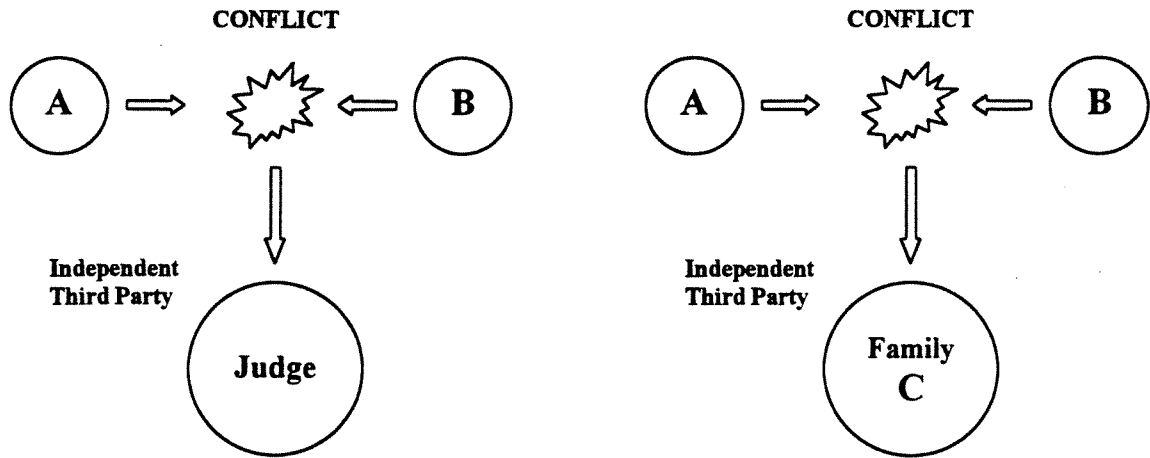 CONFLICT
A
B
Independent
Third Party
Judge
CONFLICT
A
B
Independent
Third Party
Family
C